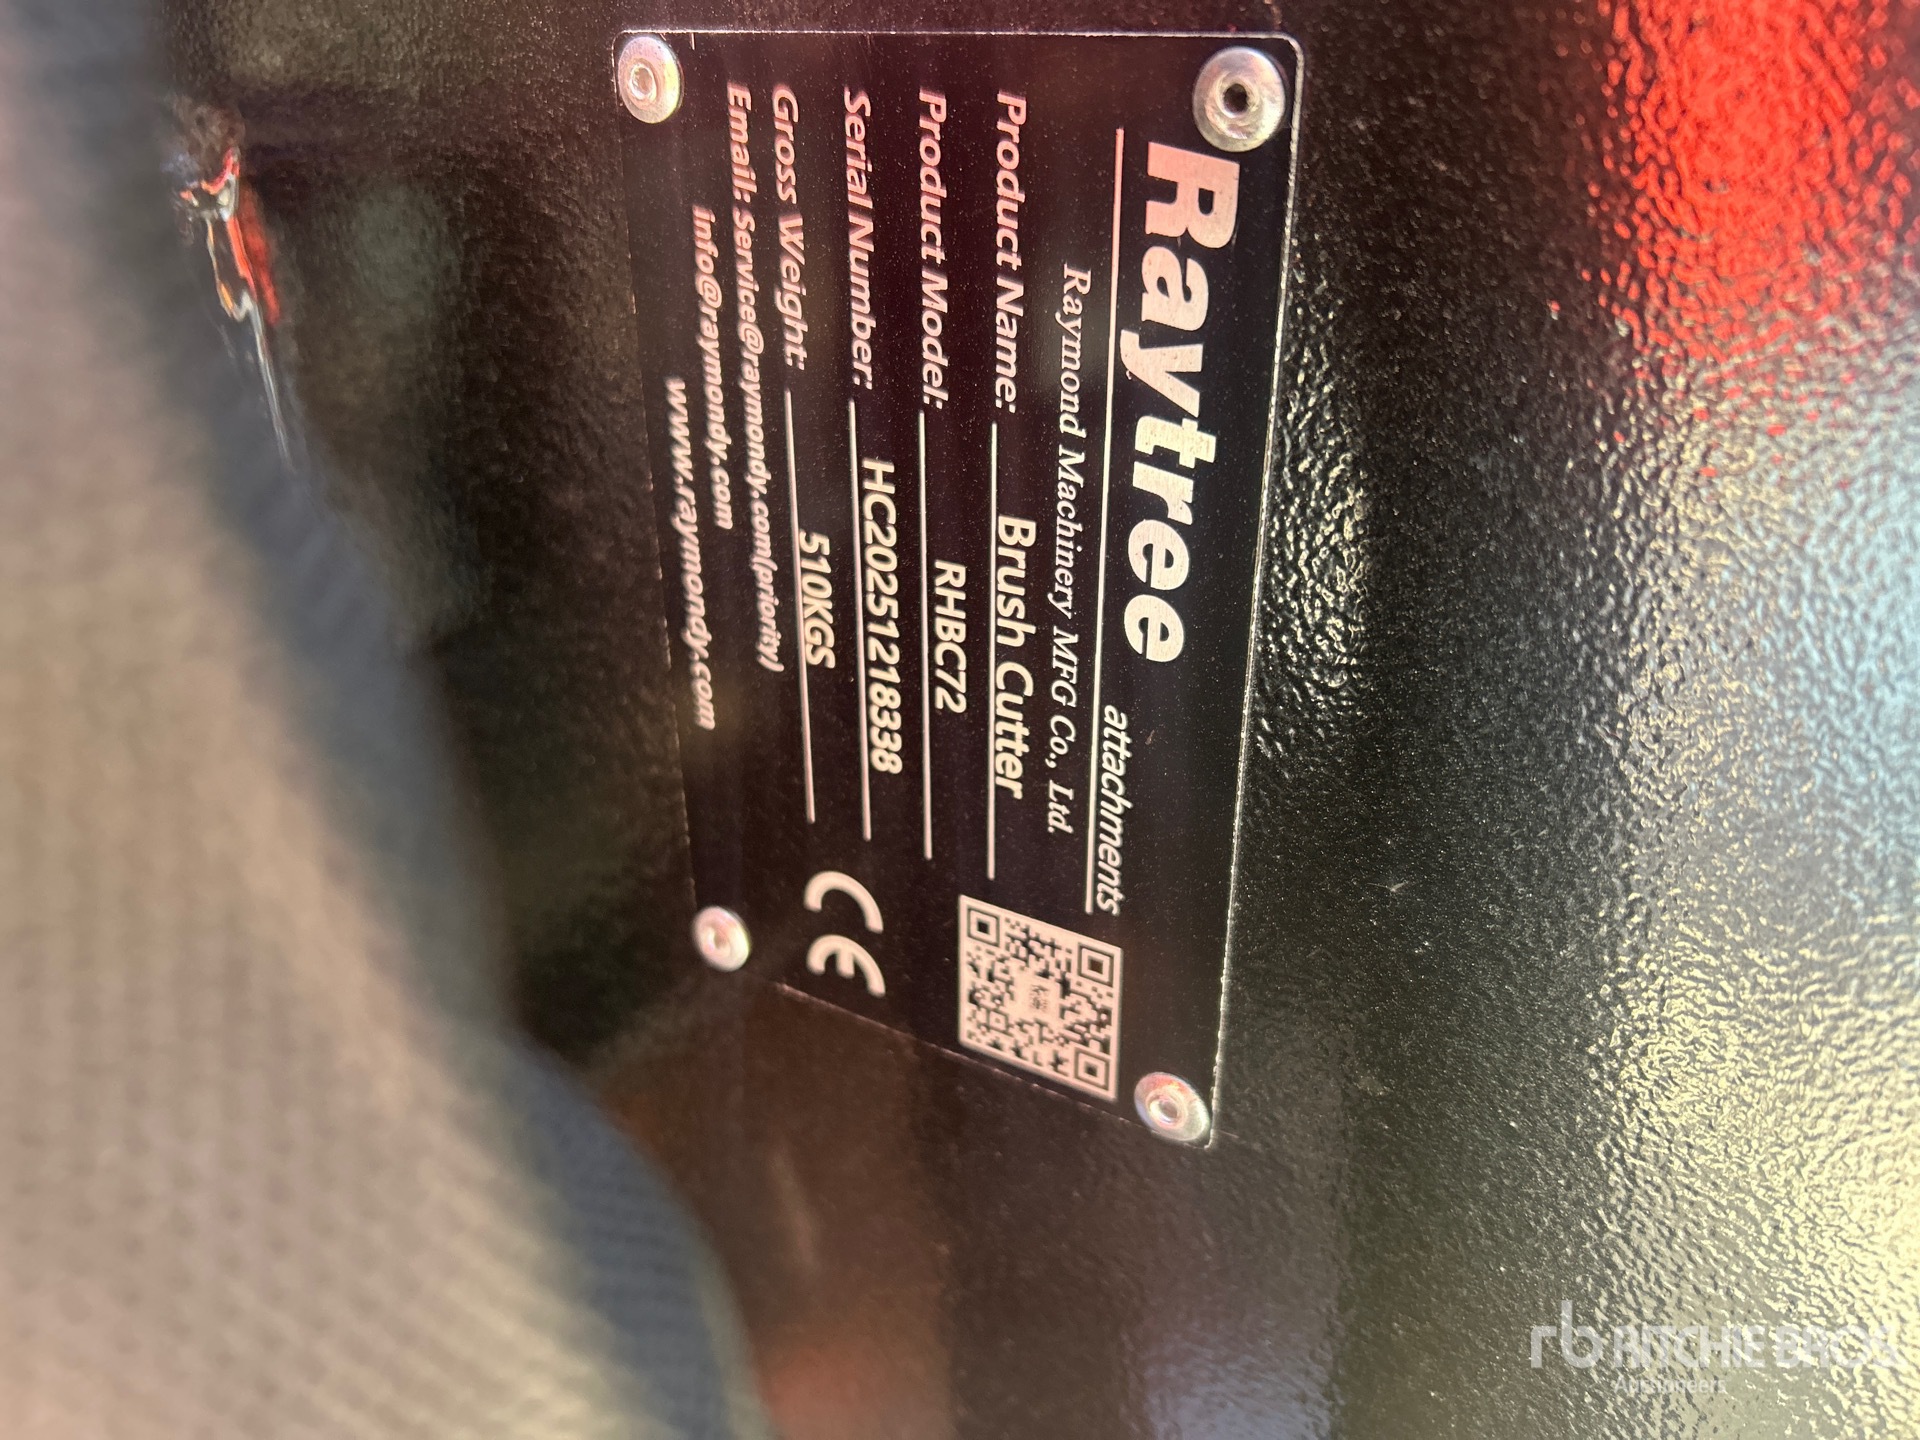 Raytree attachments
Raymond Machinery MFG Co., Ltd.
Product Name: Brush Cutter
Product Model: RHBC72
Serial Number: HC20251218338
Gross Weight: 510KGS
Email: Service@raymondy.com(priority)
info@raymondy.com
www.raymondy.com
CE
rb RITCHIE BROS.
Auctioneers